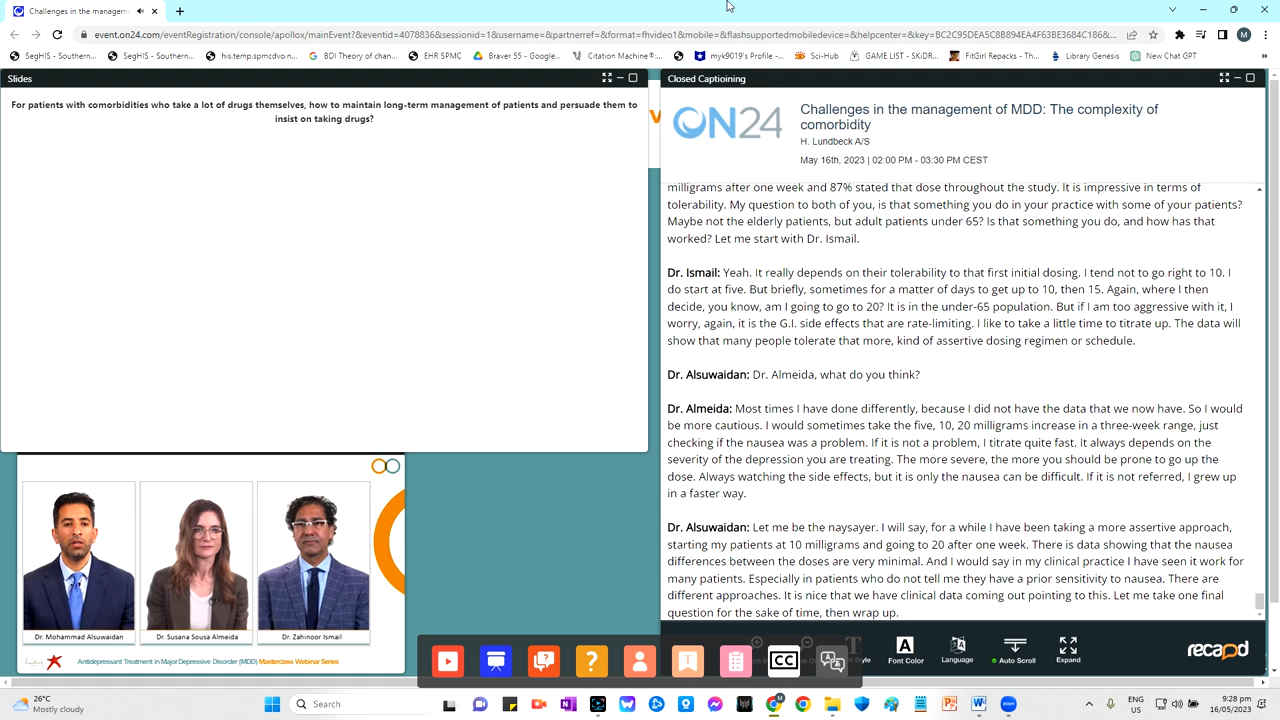 Challenges in the managemen
event.on24.com/eventRegistration/console/apollox/mainEvent?&eventid=4078836&sessionid=1&username=&partnerref=&format=fhvideo1&mobile=&flashsupportedmobiledevice=&helpcenter=&key=BC2C95DEA5C8B894EA4F63BE3684C186&...
M
SegHIS - Southern...
SegHIS - Southern...
his.temp.spmcdvo.n...
BDI Theory of chan...
EHR SPMC
Braver 55 - Google...
Citation Machine®:...
myk9019's Profile -...
Sci-Hub
GAME LIST - SKiDR...
FitGirl Repacks - Th...
Library Genesis
New Chat GPT
»
Slides
For patients with comorbidities who take a lot of drugs themselves, how to maintain long-term management of patients and persuade them to
insist on taking drugs?
Closed Captioining
ON24
Challenges in the management of MDD: The complexity of
comorbidity
H. Lundbeck A/S
May 16th, 2023 | 02:00 PM - 03:30 PM CEST
milligrams after one week and 87% stated that dose throughout the study. It is impressive in terms of
tolerability. My question to both of you, is that something you do in your practice with some of your patients?
Maybe not the elderly patients, but adult patients under 65? Is that something you do, and how has that
worked? Let me start with Dr. Ismail.
Dr. Ismail: Yeah. It really depends on their tolerability to that first initial dosing. I tend not to go right to 10. I
do start at five. But briefly, sometimes for a matter of days to get up to 10, then 15. Again, where I then
decide, you know, am I going to go to 20? It is in the under-65 population. But if I am too aggressive with it, I
worry, again, it is the G.I. side effects that are rate-limiting. I like to take a little time to titrate up. The data will
show that many people tolerate that more, kind of assertive dosing regimen or schedule.
Dr. Alsuwaidan: Dr. Almeida, what do you think?
Dr. Almeida: Most times I have done differently, because I did not have the data that we now have. So I would
be more cautious. I would sometimes take the five, 10, 20 milligrams increase in a three-week range, just
checking if the nausea was a problem. If it is not a problem, I titrate quite fast. It always depends on the
severity of the depression you are treating. The more severe, the more you should be prone to go up the
dose. Always watching the side effects, but it is only the nausea can be difficult. If it is not referred, I grew up
in a faster way.
Dr. Alsuwaidan: Let me be the naysayer. I will say, for a while I have been taking a more assertive approach,
starting my patients at 10 milligrams and going to 20 after one week. There is data showing that the nausea
differences between the doses are very minimal. And I would say in my clinical practice I have seen it work for
many patients. Especially in patients who do not tell me they have a prior sensitivity to nausea. There are
different approaches. It is nice that we have clinical data coming out pointing to this. Let me take one final
question for the sake of time, then wrap up.
Dr. Mohammad Alsuwaidan
Dr. Susana Sousa Almeida
Dr. Zahinoor Ismail
Antidepressant Treatment in Major Depressive Disorder (MDD) Masterclass Webinar Series
CC
Style
Font Color
Language
Auto Scroll
Expand
recapd
26°C
Mostly cloudy
Search
ENG
US
9:28 pm
16/05/2023